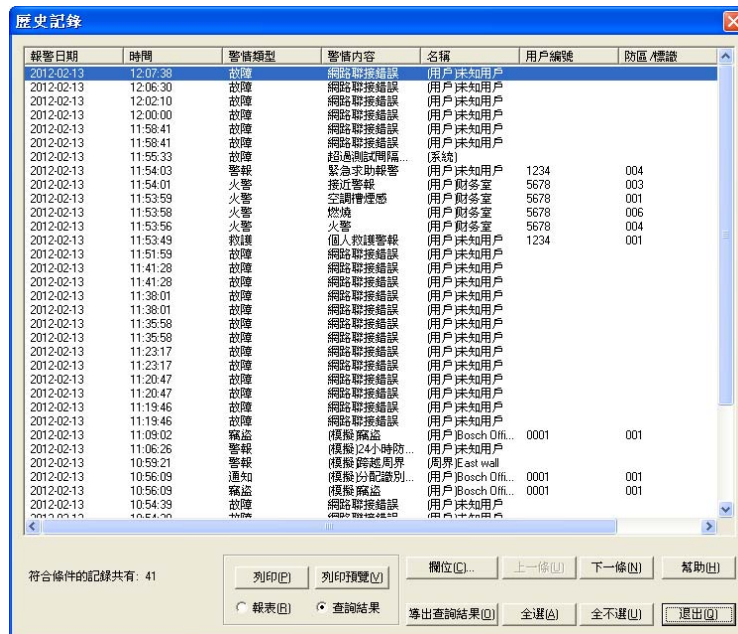 歷史記錄
報警日期 時間 警情類型 警情內容 名稱 用戶編號 防區/標識
2012-02-13 12:07:38 故障 網路聯接錯誤 (用戶)未知用戶
2012-02-13 12:06:30 故障 網路聯接錯誤 (用戶)未知用戶
2012-02-13 12:02:10 故障 網路聯接錯誤 (用戶)未知用戶
2012-02-13 12:00:00 故障 網路聯接錯誤 (用戶)未知用戶
2012-02-13 11:58:41 故障 網路聯接錯誤 (用戶)未知用戶
2012-02-13 11:58:41 故障 網路聯接錯誤 (用戶)未知用戶
2012-02-13 11:55:33 故障 超過測試間隔... (系統)
2012-02-13 11:54:03 警報 緊急求助報警 (用戶)未知用戶 1234 004
2012-02-13 11:54:01 火警 接近警報 (用戶)财务室 5678 003
2012-02-13 11:53:59 火警 空調槽煙感 (用戶)财务室 5678 001
2012-02-13 11:53:58 火警 燃燒 (用戶)财务室 5678 006
2012-02-13 11:53:56 火警 火警 (用戶)财务室 5678 004
2012-02-13 11:53:49 救護 個人救護警報 (用戶)未知用戶 1234 001
2012-02-13 11:51:59 故障 網路聯接錯誤 (用戶)未知用戶
2012-02-13 11:41:28 故障 網路聯接錯誤 (用戶)未知用戶
2012-02-13 11:41:28 故障 網路聯接錯誤 (用戶)未知用戶
2012-02-13 11:38:01 故障 網路聯接錯誤 (用戶)未知用戶
2012-02-13 11:38:01 故障 網路聯接錯誤 (用戶)未知用戶
2012-02-13 11:35:58 故障 網路聯接錯誤 (用戶)未知用戶
2012-02-13 11:35:58 故障 網路聯接錯誤 (用戶)未知用戶
2012-02-13 11:23:17 故障 網路聯接錯誤 (用戶)未知用戶
2012-02-13 11:23:17 故障 網路聯接錯誤 (用戶)未知用戶
2012-02-13 11:20:47 故障 網路聯接錯誤 (用戶)未知用戶
2012-02-13 11:20:47 故障 網路聯接錯誤 (用戶)未知用戶
2012-02-13 11:19:46 故障 網路聯接錯誤 (用戶)未知用戶
2012-02-13 11:19:46 故障 網路聯接錯誤 (用戶)未知用戶
2012-02-13 11:09:02 竊盜 (模擬)竊盜 (用戶)Bosch Offi... 0001 001
2012-02-13 11:06:26 警報 (模擬)24小時防... (用戶)未知用戶
2012-02-13 10:59:21 警報 (模擬)跨越周界 (周界)East wall
2012-02-13 10:56:09 通知 (模擬)分配識別... (用戶)Bosch Offi... 0001 001
2012-02-13 10:56:09 竊盜 (模擬)竊盜 (用戶)Bosch Offi... 0001 001
2012-02-13 10:54:39 故障 網路聯接錯誤 (用戶)未知用戶
2012-02-13 10:54:39 故障 網路聯接錯誤 (用戶)未知用戶
符合條件的記錄共有: 41
列印(P) 列印預覽(V) 欄位(C)... 上一條(U) 下一條(N) 幫助(H)
報表(R) 查詢結果 導出查詢結果(O) 全選(A) 全不選(U) 退出(Q)